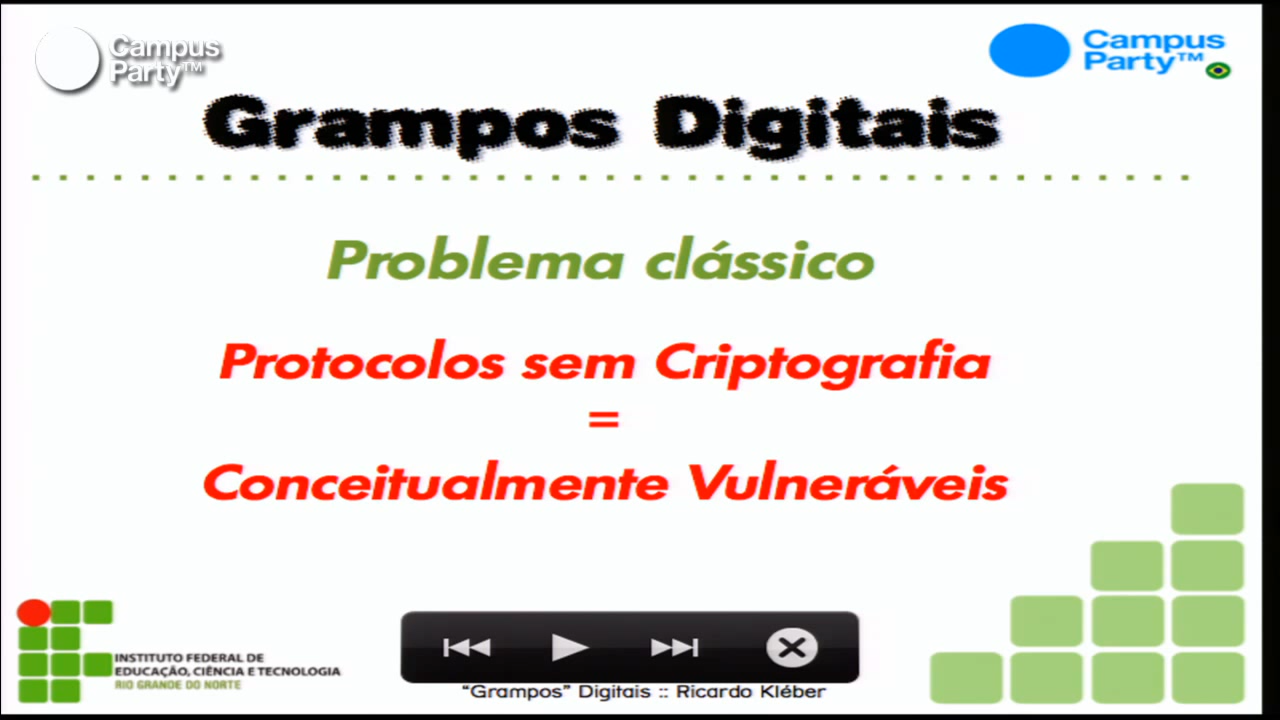 Campus
Party™
Campus
Party™
Grampos Digitais
Problema clássico
Protocolos sem Criptografia
=
Conceitualmente Vulneráveis
INSTITUTO FEDERAL DE
EDUCAÇÃO, CIÊNCIA E TECNOLOGIA
RIO GRANDE DO NORTE
“Grampos” Digitais :: Ricardo Kléber